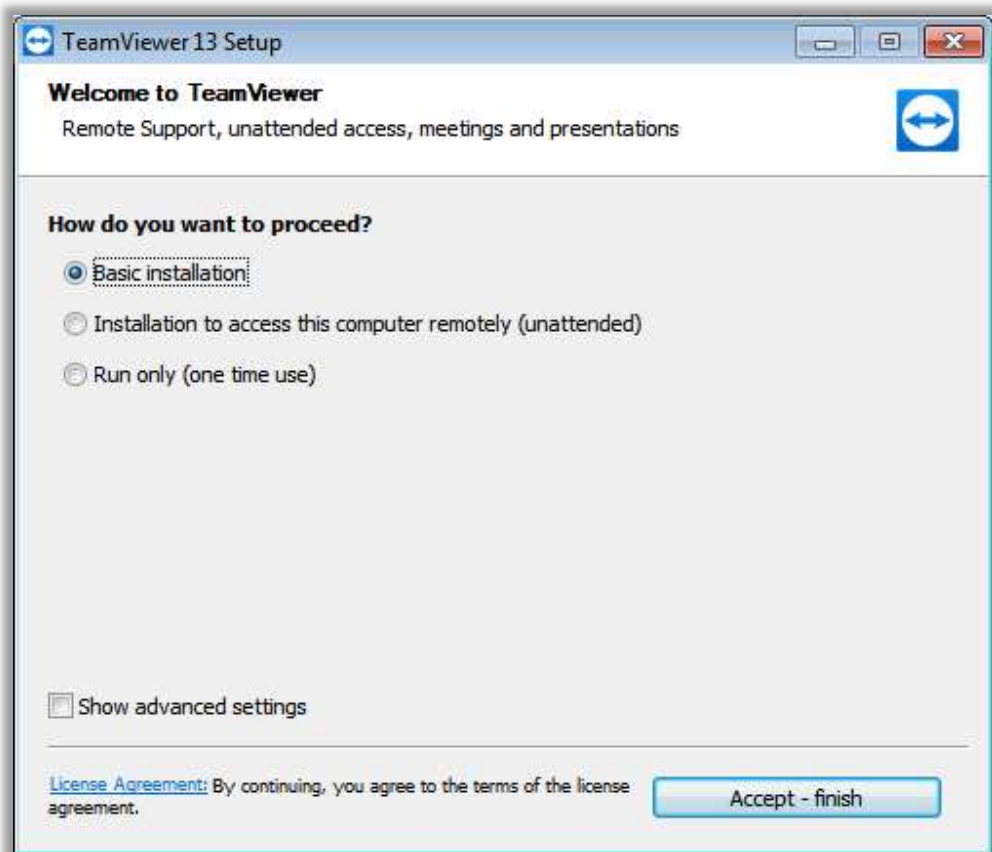 TeamViewer 13 Setup
Welcome to TeamViewer
Remote Support, unattended access, meetings and presentations
How do you want to proceed?
Basic installation
Installation to access this computer remotely (unattended)
Run only (one time use)
Show advanced settings
License Agreement: By continuing, you agree to the terms of the license
agreement.
Accept - finish